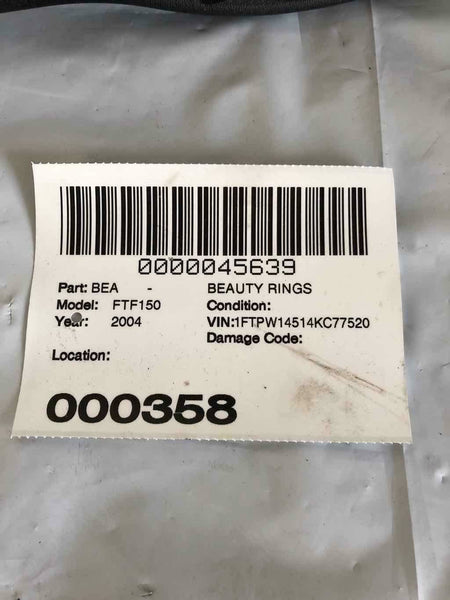 0000045639
Part: BEA - BEAUTY RINGS
Model: FTF150 Condition:
Year: 2004 VIN:1FTPW14514KC77520
Damage Code:
Location:
000358